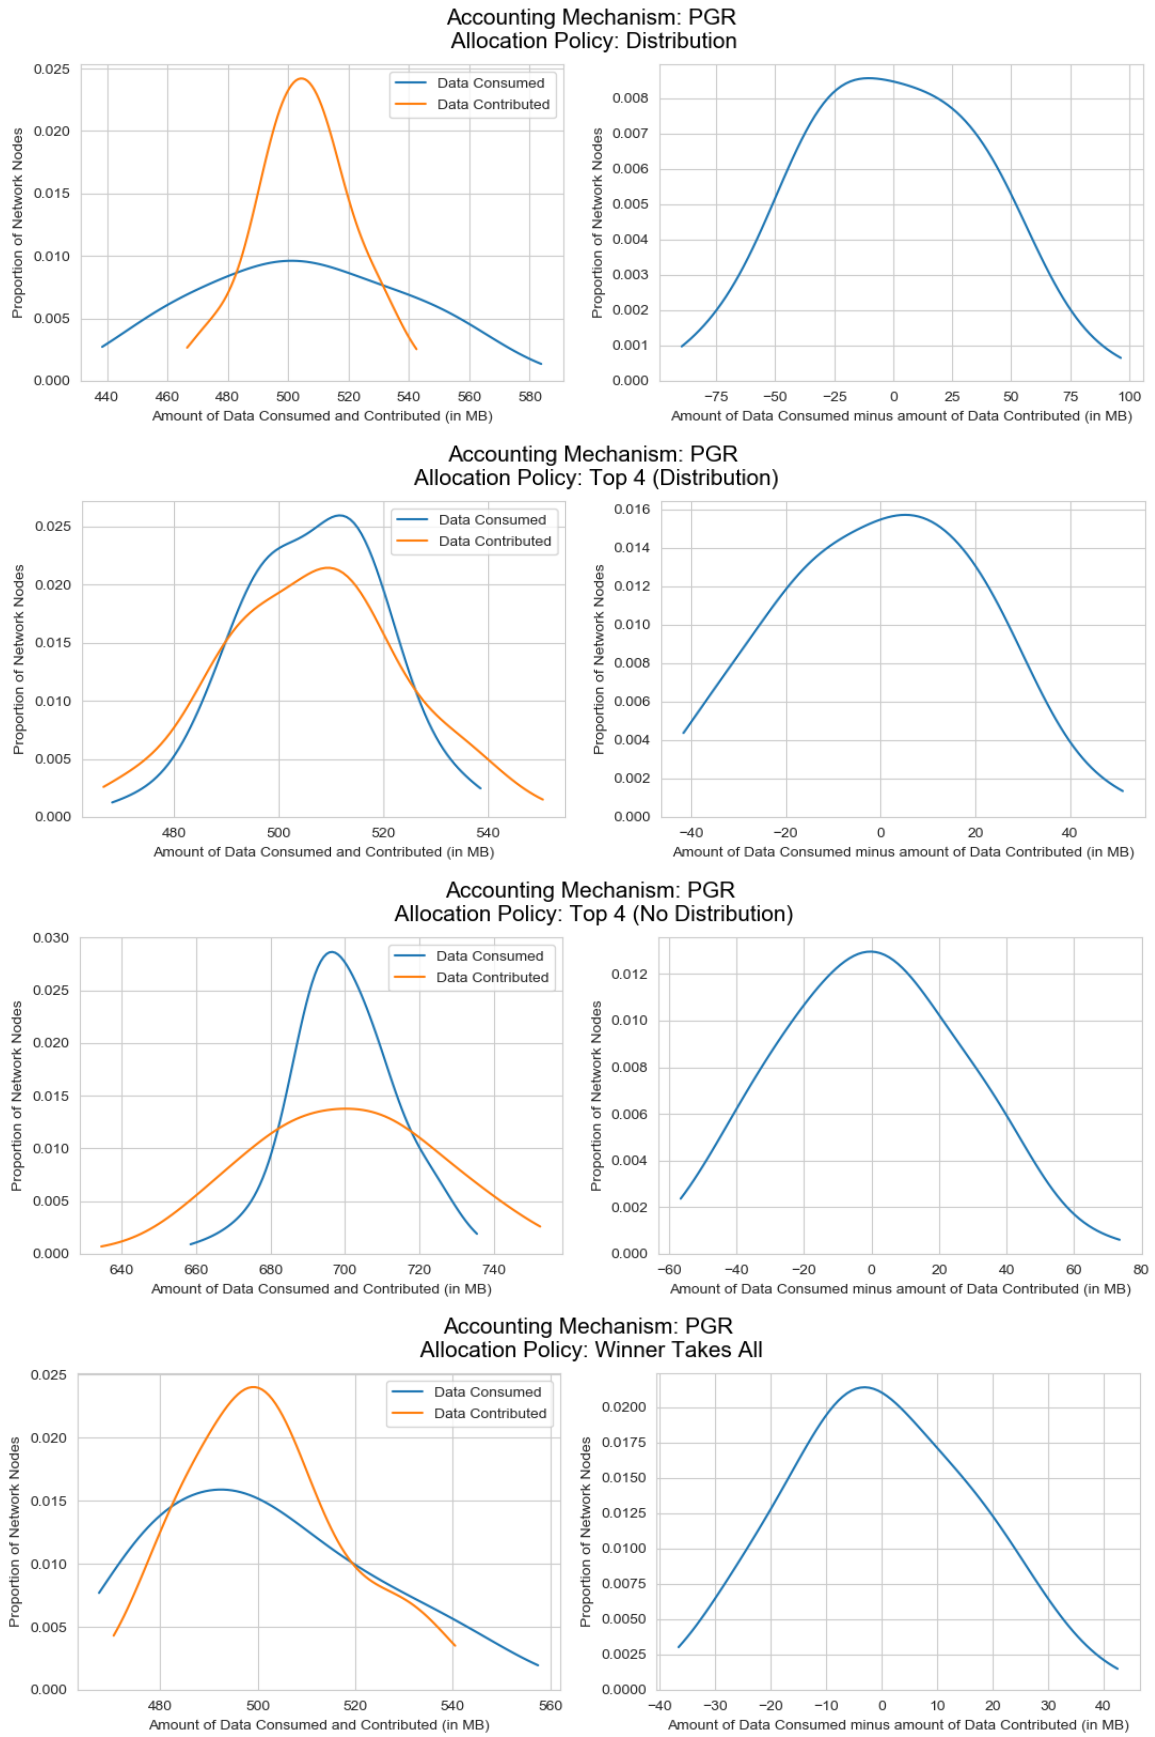 Accounting Mechanism: PGR
Allocation Policy: Distribution
0.025
0.020
0.015
0.010
0.005
0.000
Proportion of Network Nodes
Data Consumed
Data Contributed
440 460 480 500 520 540 560 580
Amount of Data Consumed and Contributed (in MB)
0.008
0.007
0.006
0.005
0.004
0.003
0.002
0.001
0.000
Proportion of Network Nodes
−75 −50 −25 0 25 50 75 100
Amount of Data Consumed minus amount of Data Contributed (in MB)
Accounting Mechanism: PGR
Allocation Policy: Top 4 (Distribution)
0.025
0.020
0.015
0.010
0.005
0.000
Proportion of Network Nodes
Data Consumed
Data Contributed
480 500 520 540
Amount of Data Consumed and Contributed (in MB)
0.016
0.014
0.012
0.010
0.008
0.006
0.004
0.002
0.000
Proportion of Network Nodes
−40 −20 0 20 40
Amount of Data Consumed minus amount of Data Contributed (in MB)
Accounting Mechanism: PGR
Allocation Policy: Top 4 (No Distribution)
0.030
0.025
0.020
0.015
0.010
0.005
0.000
Proportion of Network Nodes
Data Consumed
Data Contributed
640 660 680 700 720 740
Amount of Data Consumed and Contributed (in MB)
0.012
0.010
0.008
0.006
0.004
0.002
0.000
Proportion of Network Nodes
−60 −40 −20 0 20 40 60 80
Amount of Data Consumed minus amount of Data Contributed (in MB)
Accounting Mechanism: PGR
Allocation Policy: Winner Takes All
0.025
0.020
0.015
0.010
0.005
0.000
Proportion of Network Nodes
Data Consumed
Data Contributed
480 500 520 540 560
Amount of Data Consumed and Contributed (in MB)
0.0200
0.0175
0.0150
0.0125
0.0100
0.0075
0.0050
0.0025
0.0000
Proportion of Network Nodes
−40 −30 −20 −10 0 10 20 30 40
Amount of Data Consumed minus amount of Data Contributed (in MB)